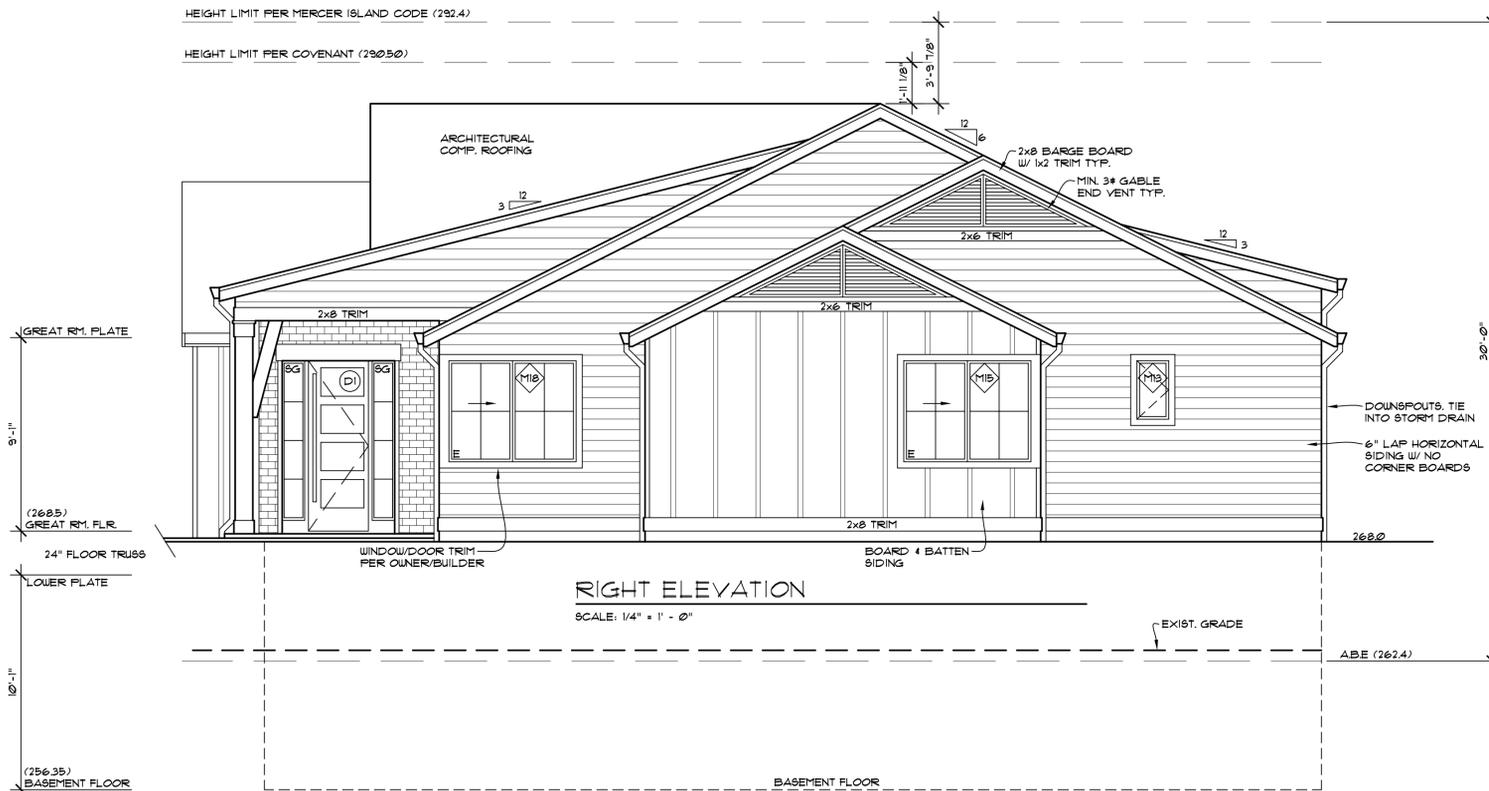 HEIGHT LIMIT PER MERCER ISLAND CODE (292.4)
HEIGHT LIMIT PER COVENANT (290.50)
1'-11 1/8"
3'-9 7/8"
ARCHITECTURAL
COMP. ROOFING
12
6
2x8 BARGE BOARD
W/ 1x2 TRIM TYP.
MIN. 3# GABLE
END VENT TYP.
12
3
2x6 TRIM
12
3
2x6 TRIM
2x8 TRIM
GREAT RM. PLATE
30'-0"
SG
D1
SG
M18
M15
M13
E
E
9'-1"
DOWNSPOUTS, TIE
INTO STORM DRAIN
6" LAP HORIZONTAL
SIDING W/ NO
CORNER BOARDS
(268.5)
GREAT RM. FLR.
2x8 TRIM
268.0
24" FLOOR TRUSS
WINDOW/DOOR TRIM
PER OWNER/BUILDER
BOARD & BATTEN
SIDING
LOWER PLATE
RIGHT ELEVATION
SCALE: 1/4" = 1' - 0"
EXIST. GRADE
A.B.E (262.4)
10'-1"
(256.35)
BASEMENT FLOOR
BASEMENT FLOOR